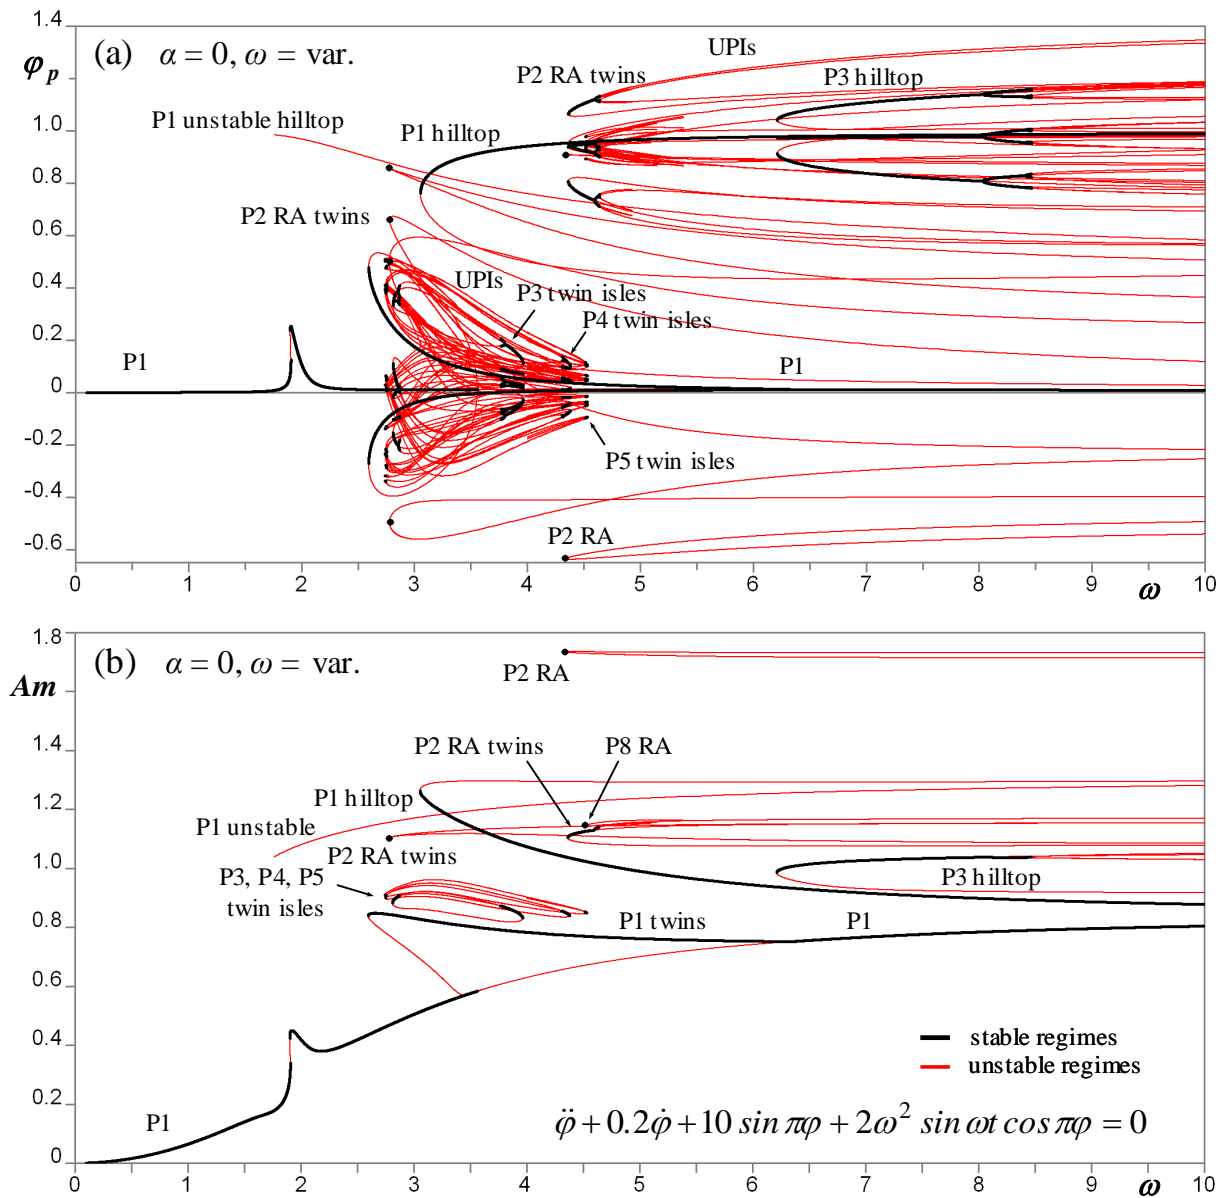 1.4
(a) α = 0, ω = var.
UPIs
φp
P2 RA twins
P3 hilltop
P1 unstable hilltop
P1 hilltop
1.0
0.8
P2 RA twins
0.6
UPIs
P3 twin isles
0.4
P4 twin isles
0.2
P1
P1
0
-0.2
P5 twin isles
-0.4
P2 RA
-0.6
0 1 2 3 4 5 6 7 8 9 10
ω
1.8
(b) α = 0, ω = var.
Am
P2 RA
1.4
P2 RA twins
P8 RA
P1 hilltop
1.2
P1 unstable
P2 RA twins
1.0
P3, P4, P5
twin isles
P3 hilltop
0.8
P1 twins
P1
0.6
0.4
stable regimes
unstable regimes
0.2
P1
φ̈ + 0.2φ̇ + 10 sin πφ + 2ω² sin ωt cos πφ = 0
0
0 1 2 3 4 5 6 7 8 9 10
ω